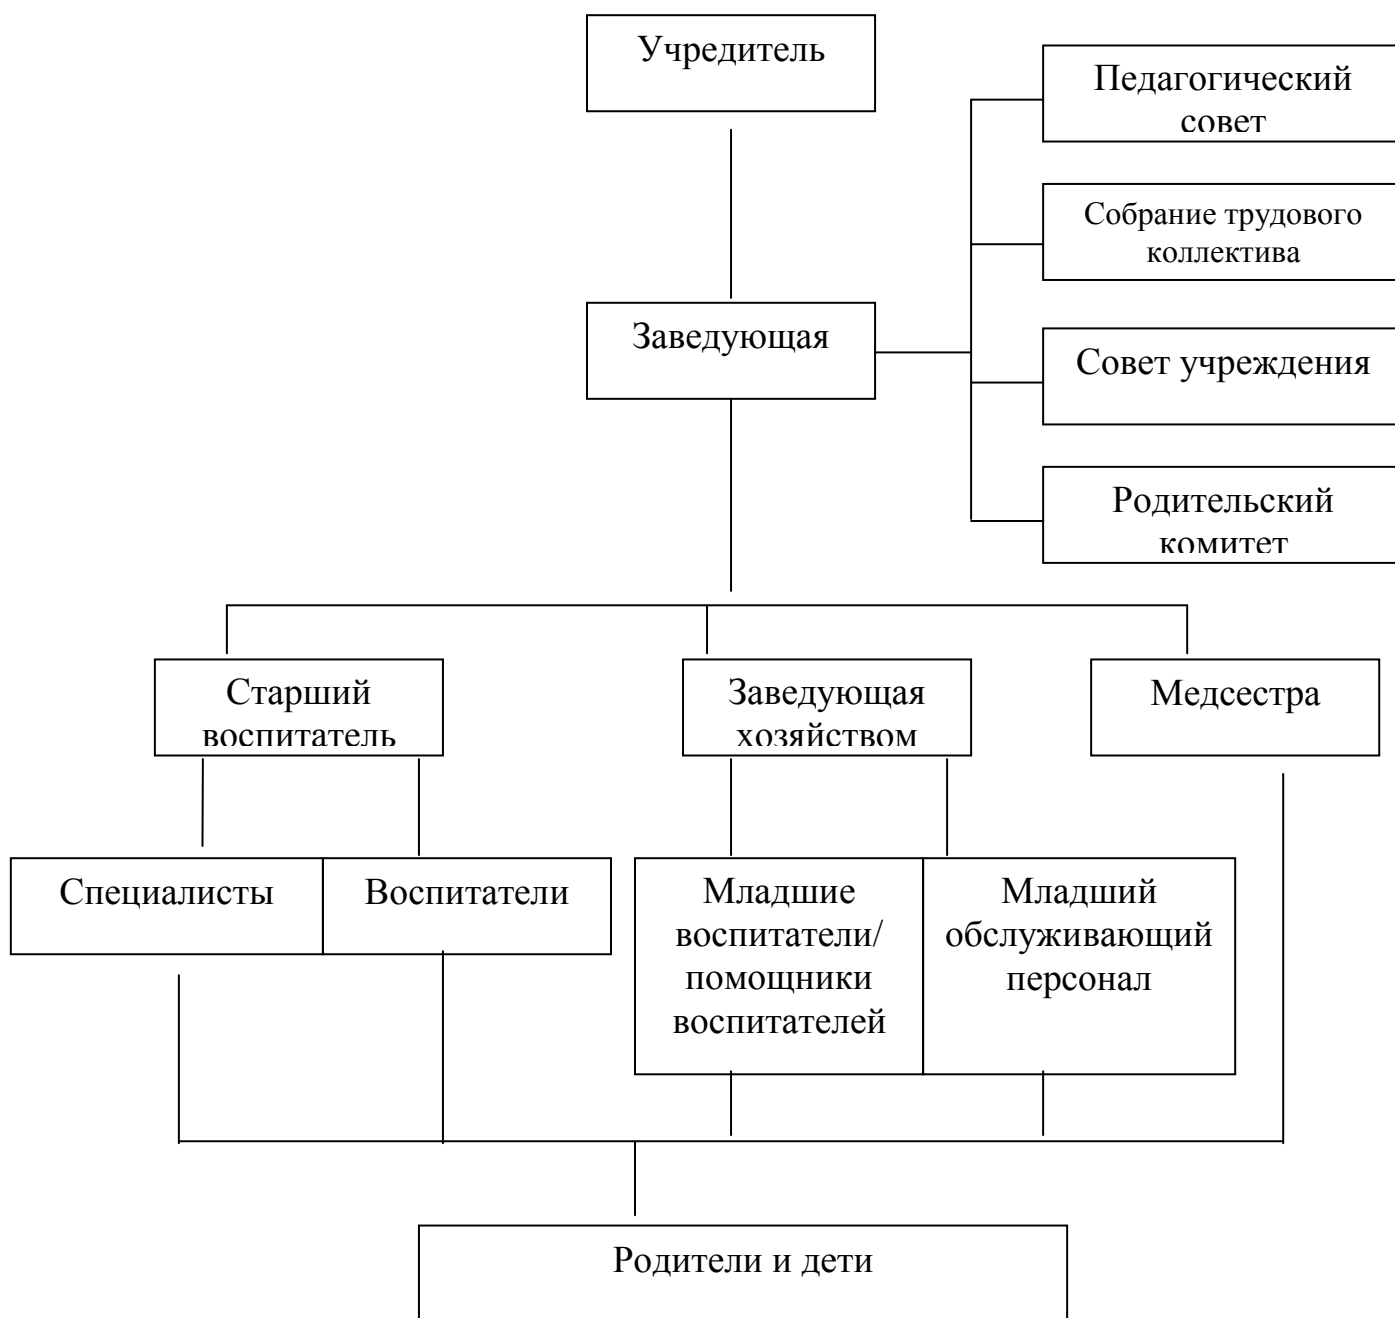 Учредитель
Педагогический
совет
Собрание трудового
коллектива
Заведующая
Совет учреждения
Родительский
комитет
Старший
воспитатель
Заведующая
хозяйством
Медсестра
Специалисты
Воспитатели
Младшие
воспитатели/
помощники
воспитателей
Младший
обслуживающий
персонал
Родители и дети